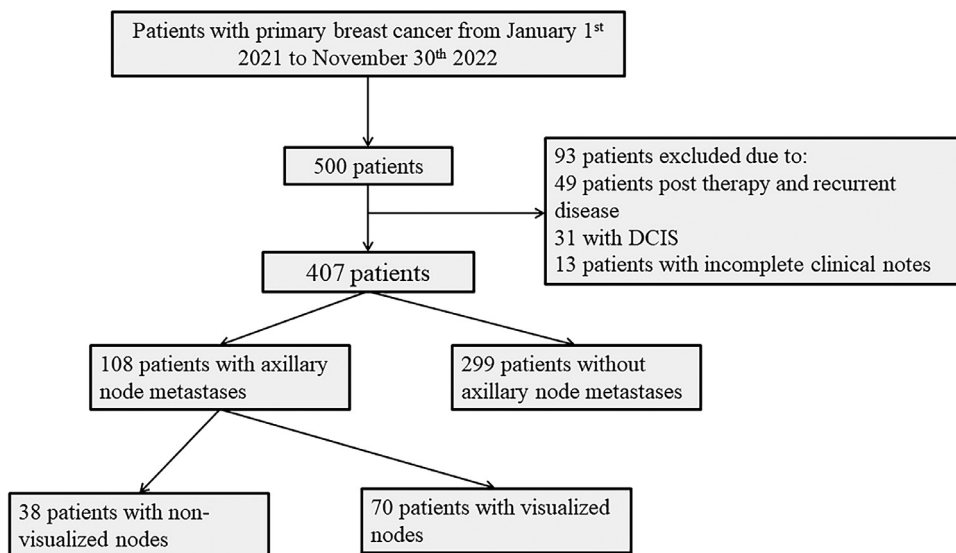 Patients with primary breast cancer from January 1st
2021 to November 30th 2022
500 patients
93 patients excluded due to:
49 patients post therapy and recurrent
disease
31 with DCIS
13 patients with incomplete clinical notes
407 patients
108 patients with axillary
node metastases
299 patients without
axillary node metastases
38 patients with non-
visualized nodes
70 patients with visualized
nodes